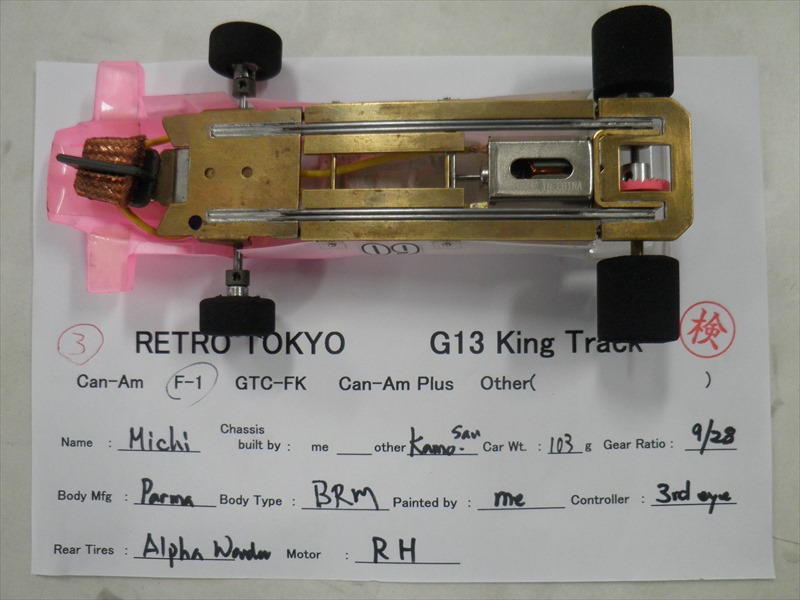 3 RETRO TOKYO G13 King Track 検
Can-Am F-1 GTC-FK Can-Am Plus Other( )
Name : Michi Chassis built by : me other Kamo-san Car Wt. : 103 g Gear Ratio : 9/28
Body Mfg : Parma Body Type : BRM Painted by : me Controller : 3rd eye
Rear Tires : Alpha Motor : RH